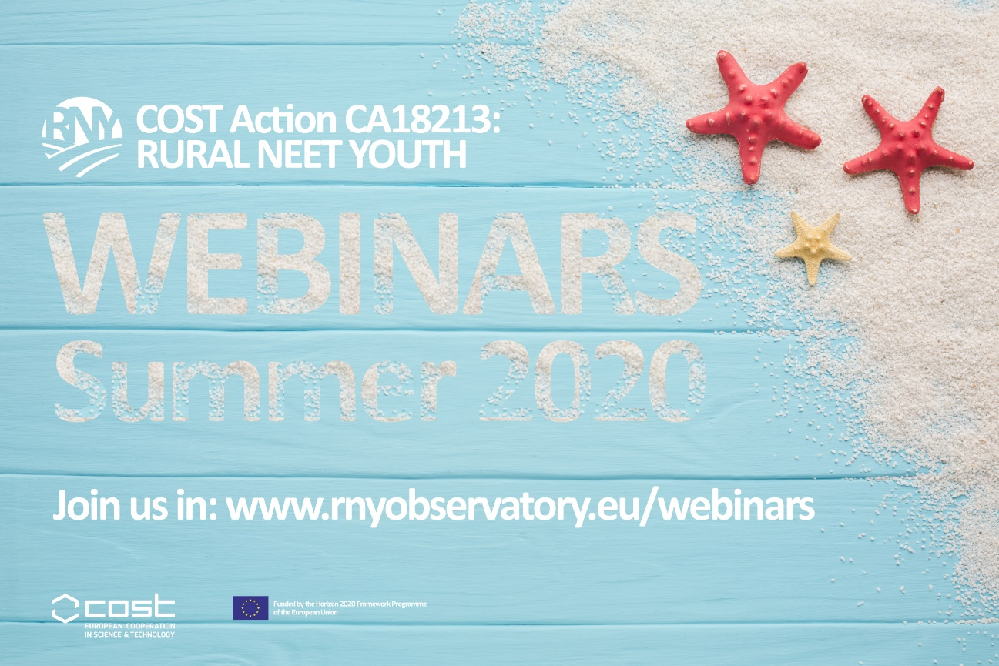 RNY
COST Action CA18213:
RURAL NEET YOUTH
WEBINARS
Summer 2020
Join us in: www.rnyobservatory.eu/webinars
cost
EUROPEAN COOPERATION
IN SCIENCE & TECHNOLOGY
Funded by the Horizon 2020 Framework Programme
of the European Union